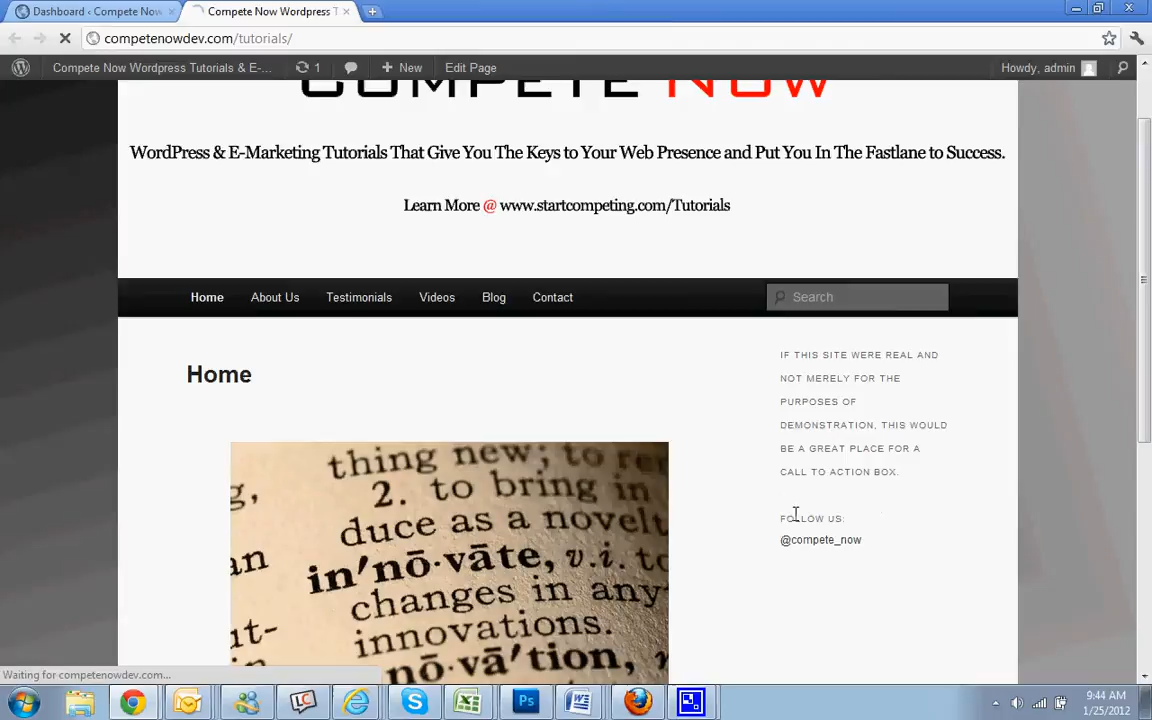 Dashboard ‹ Compete Now
Compete Now Wordpress T
competenowdev.com/tutorials/
Compete Now Wordpress Tutorials & E-...
1
New
Edit Page
Howdy, admin
COMPETE NOW
WordPress & E-Marketing Tutorials That Give You The Keys to Your Web Presence and Put You In The Fastlane to Success.
Learn More @ www.startcompeting.com/Tutorials
Home
About Us
Testimonials
Videos
Blog
Contact
Search
Home
IF THIS SITE WERE REAL AND
NOT MERELY FOR THE
PURPOSES OF
DEMONSTRATION, THIS WOULD
BE A GREAT PLACE FOR A
CALL TO ACTION BOX.
FOLLOW US:
@compete_now
thing new; to
2. to bring in
duce as a novelt
in′nō·vāte, v.i. to
changes in any
innovations.
nō·vā′tion,
Waiting for competenowdev.com...
9:44 AM
1/25/2012